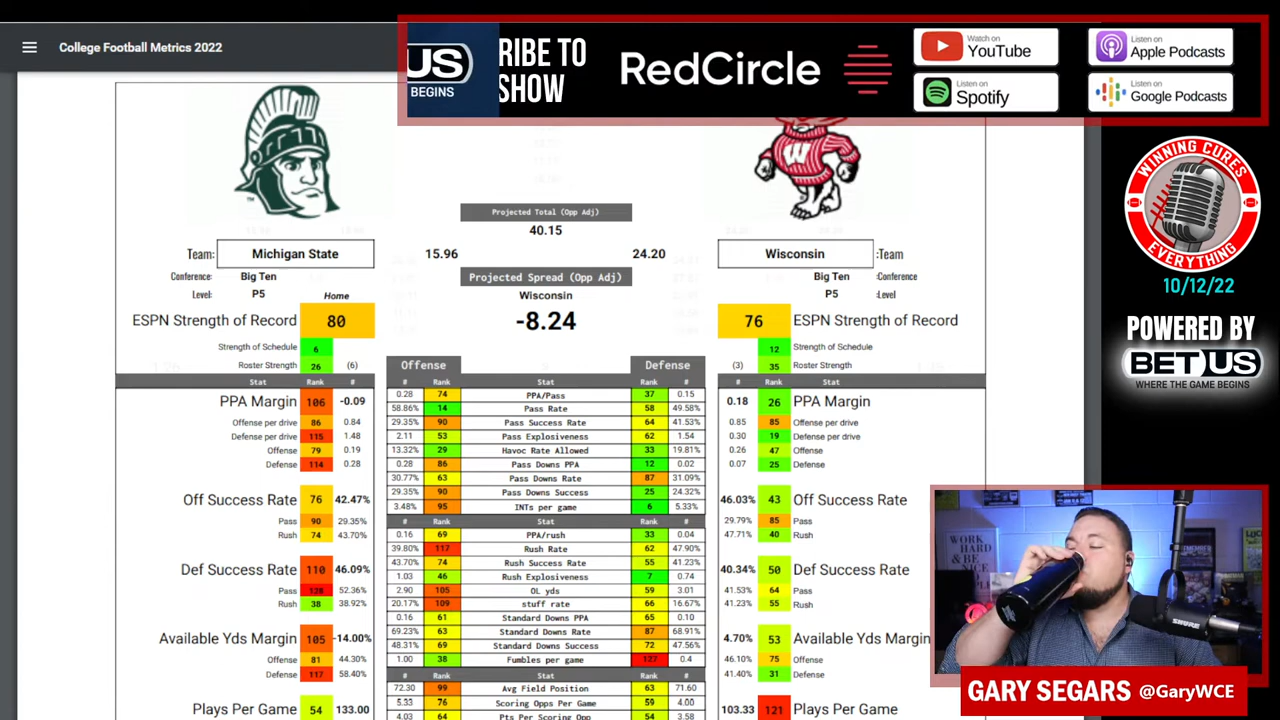 College Football Metrics 2022
US
BEGINS
RIBE TO
SHOW
RedCircle
Watch on
YouTube
Listen on
Spotify
Listen on
Apple Podcasts
Listen on
Google Podcasts
W
WINNING CURES
EVERYTHING
10/12/22
POWERED BY
BETUS
WHERE THE GAME BEGINS
Projected Total (Opp Adj)
40.15
15.96 24.20
Projected Spread (Opp Adj)
Wisconsin
-8.24
Team: Michigan State
Conference: Big Ten
Level: P5 Home
Wisconsin :Team
Big Ten :Conference
P5 :Level
ESPN Strength of Record 80
Strength of Schedule 6
Roster Strength 26 (6)
76 ESPN Strength of Record
12 Strength of Schedule
(3) 35 Roster Strength
Stat Rank #
PPA Margin 106 -0.09
Offense per drive 86 0.84
Defense per drive 115 1.48
Offense 79 0.19
Defense 114 0.28
Off Success Rate 76 42.47%
Pass 90 29.35%
Rush 74 43.70%
Def Success Rate 110 46.09%
Pass 128 52.36%
Rush 38 38.92%
Available Yds Margin 105 -14.00%
Offense 81 44.30%
Defense 117 58.40%
Plays Per Game 54 133.00
Offense Defense
# Rank Stat Rank #
0.28 74 PPA/Pass 37 0.15
58.86% 14 Pass Rate 58 49.58%
29.35% 90 Pass Success Rate 64 41.53%
2.11 53 Pass Explosiveness 62 1.54
13.32% 29 Havoc Rate Allowed 33 19.81%
0.28 86 Pass Downs PPA 12 0.02
30.77% 63 Pass Downs Rate 87 31.09%
29.35% 90 Pass Downs Success 25 24.32%
3.48% 95 INTs per game 6 5.33%
# Rank Stat Rank #
0.16 69 PPA/rush 33 0.04
39.80% 117 Rush Rate 62 47.90%
43.70% 74 Rush Success Rate 55 41.23%
1.03 46 Rush Explosiveness 7 0.74
2.90 105 OL yds 59 3.01
20.17% 109 stuff rate 66 16.67%
0.16 61 Standard Downs PPA 65 0.10
69.23% 63 Standard Downs Rate 87 68.91%
48.31% 69 Standard Downs Success 72 47.56%
1.00 38 Fumbles per game 127 0.4
# Rank Stat Rank #
72.30 99 Avg Field Position 63 71.60
5.33 76 Scoring Opps Per Game 59 4.00
4.03 64 Pts Per Scoring Opp 54 3.58
# Rank Stat
0.18 26 PPA Margin
0.85 85 Offense per drive
0.30 19 Defense per drive
0.26 47 Offense
0.07 25 Defense
46.03% 43 Off Success Rate
29.79% 85 Pass
47.71% 40 Rush
40.34% 50 Def Success Rate
41.53% 64 Pass
41.23% 55 Rush
4.70% 53 Available Yds Margin
46.10% 75 Offense
41.40% 31 Defense
103.33 121 Plays Per Game
WORK
HARD &
BE
SHURE
GARY SEGARS @GaryWCE